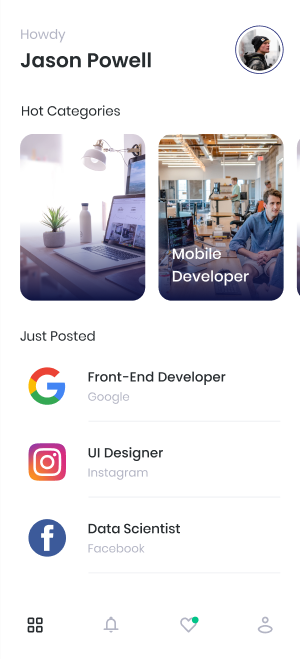 Howdy
Jason Powell
Hot Categories
Mobile
Developer
Just Posted
Front-End Developer
Google
UI Designer
Instagram
Data Scientist
Facebook